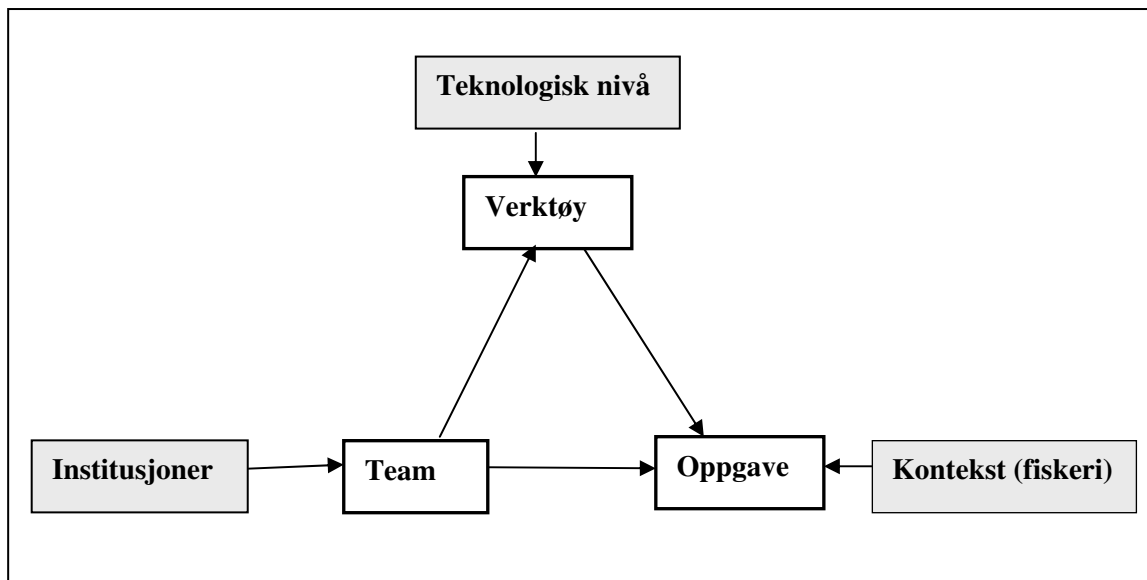 Teknologisk nivå
Verktøy
Institusjoner
Team
Oppgave
Kontekst (fiskeri)